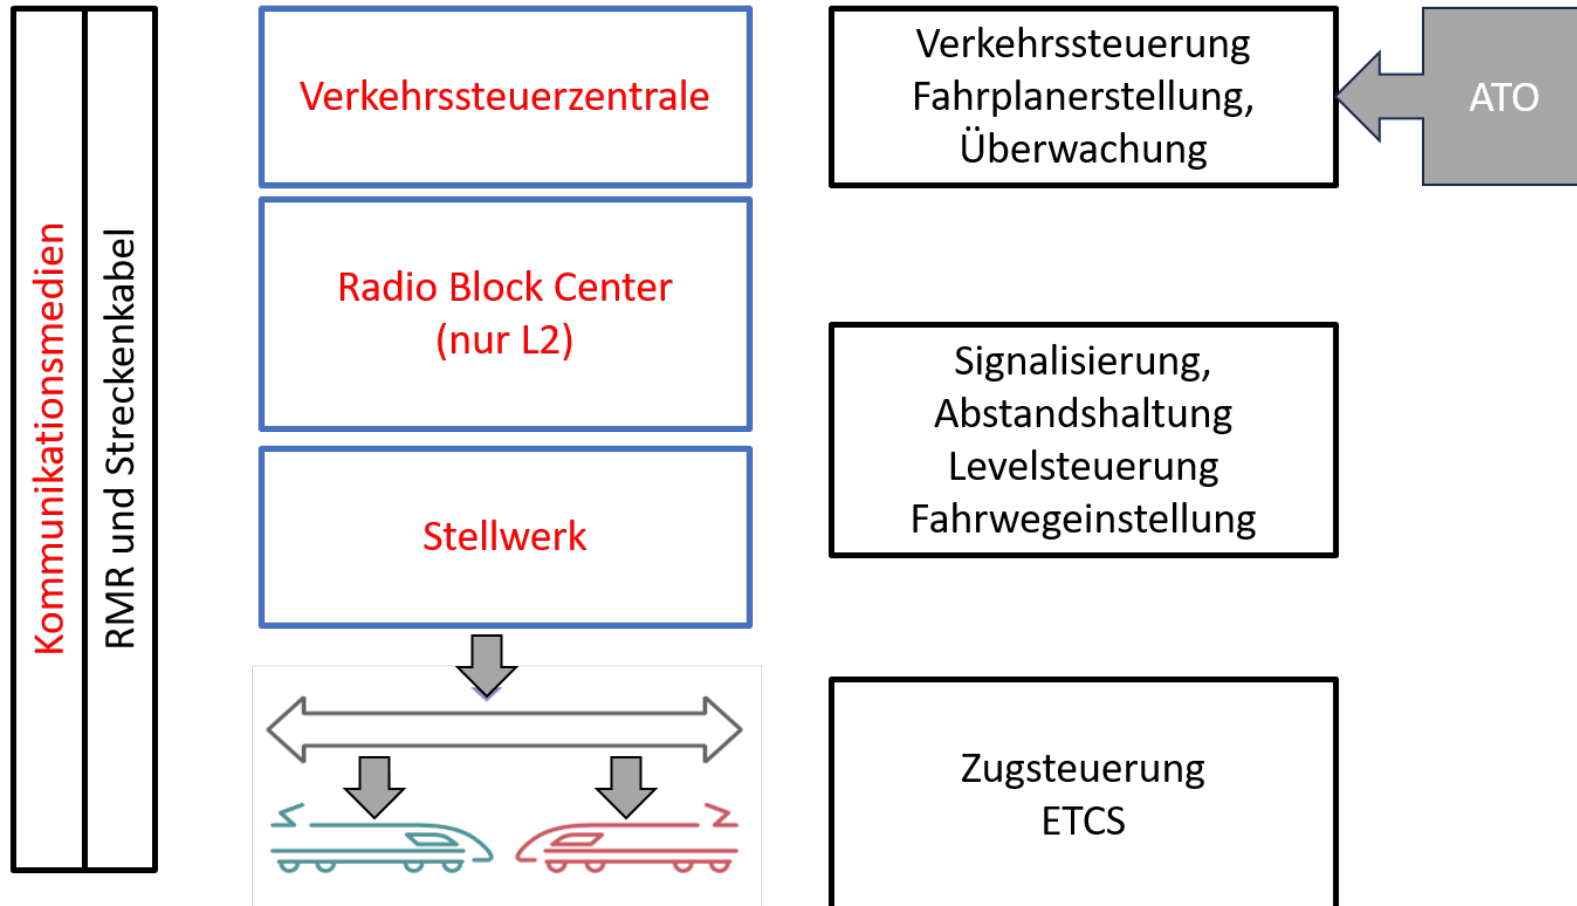 Kommunikationsmedien
RMR und Streckenkabel
Verkehrssteuerzentrale
Radio Block Center
(nur L2)
Stellwerk
Verkehrssteuerung
Fahrplanerstellung,
Überwachung
ATO
Signalisierung,
Abstandshaltung
Levelsteuerung
Fahrwegeinstellung
Zugsteuerung
ETCS